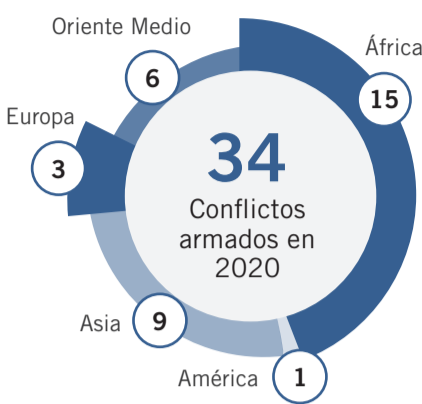 Oriente Medio
6
África
15
Europa
3
34
Conflictos
armados en
2020
Asia
9
América
1